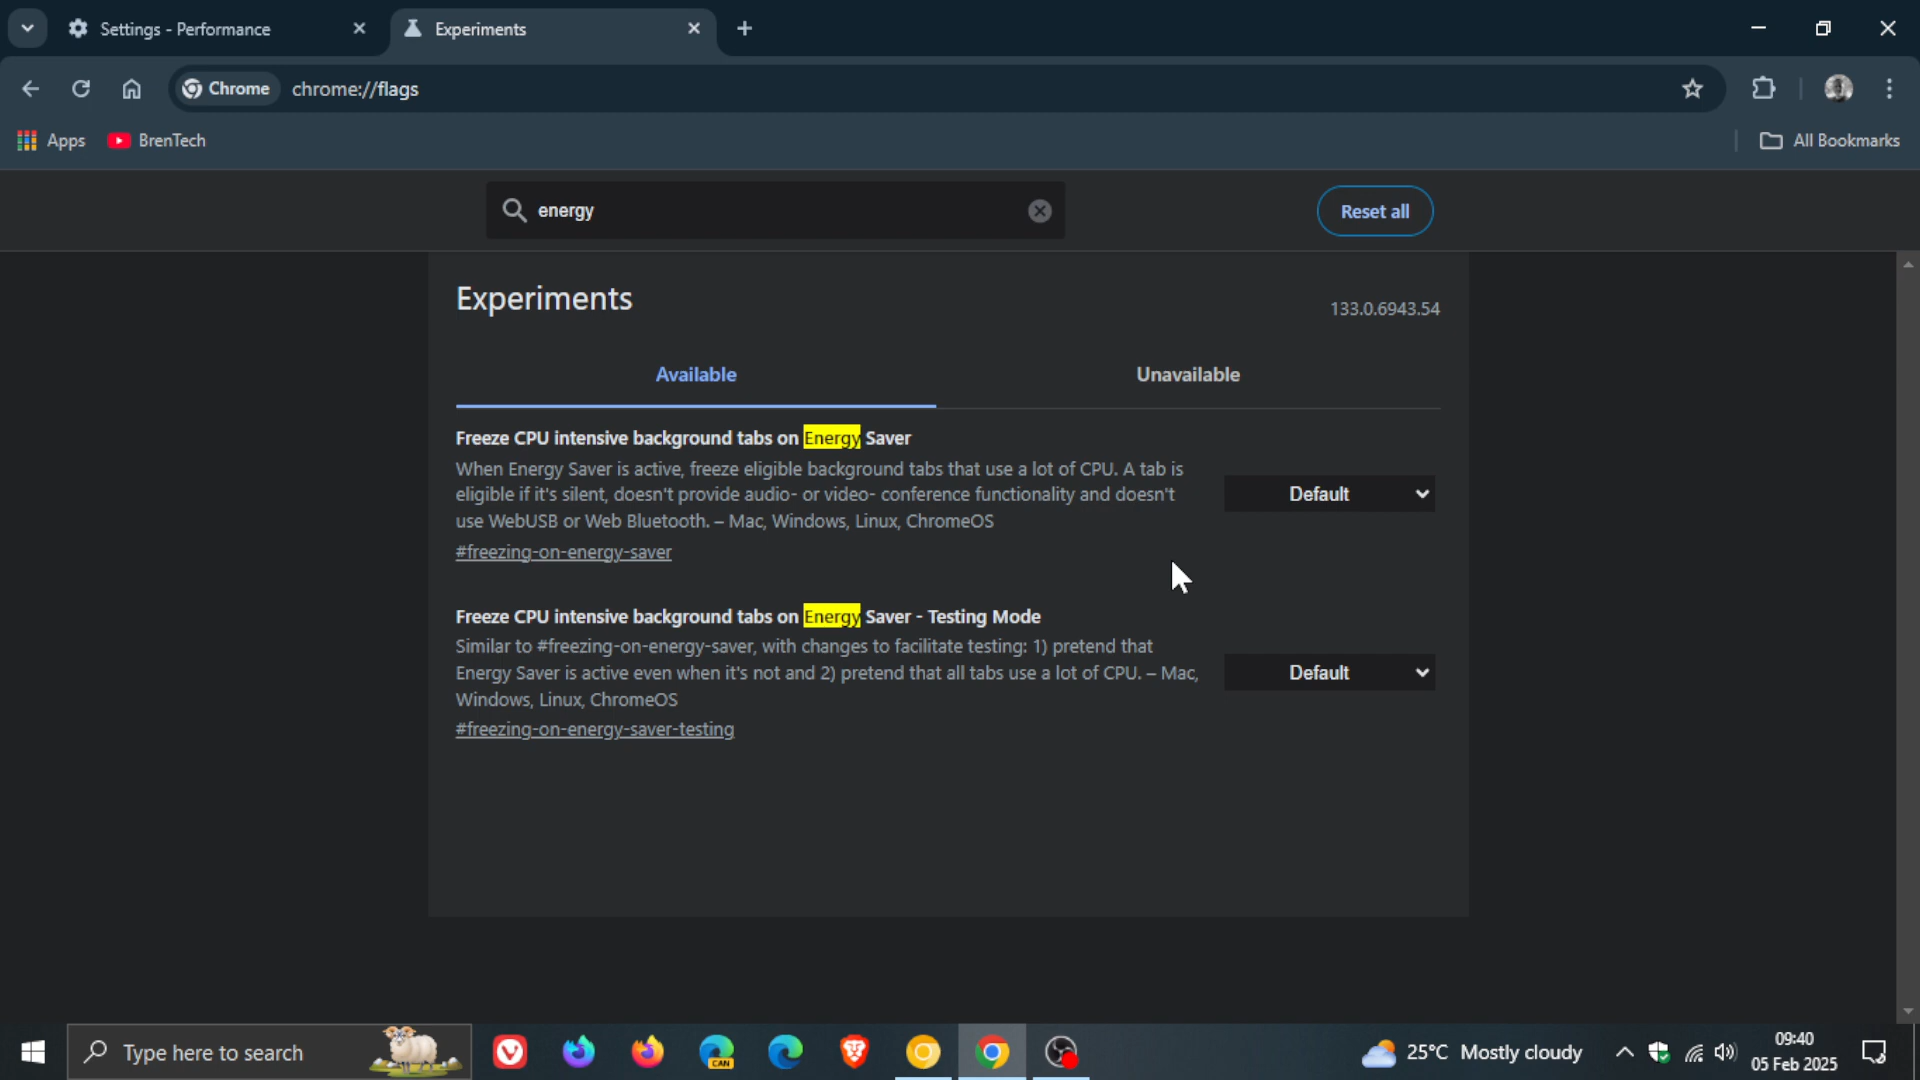 Settings - Performance
Experiments
Chrome
chrome://flags
Apps
BrenTech
All Bookmarks
energy
Reset all
Experiments
133.0.6943.54
Available
Unavailable
Freeze CPU intensive background tabs on Energy Saver
When Energy Saver is active, freeze eligible background tabs that use a lot of CPU. A tab is
eligible if it's silent, doesn't provide audio- or video- conference functionality and doesn't
use WebUSB or Web Bluetooth. – Mac, Windows, Linux, ChromeOS
#freezing-on-energy-saver
Default
Freeze CPU intensive background tabs on Energy Saver - Testing Mode
Similar to #freezing-on-energy-saver, with changes to facilitate testing: 1) pretend that
Energy Saver is active even when it's not and 2) pretend that all tabs use a lot of CPU. – Mac,
Windows, Linux, ChromeOS
#freezing-on-energy-saver-testing
Default
Type here to search
CAN
25°C Mostly cloudy
09:40
05 Feb 2025